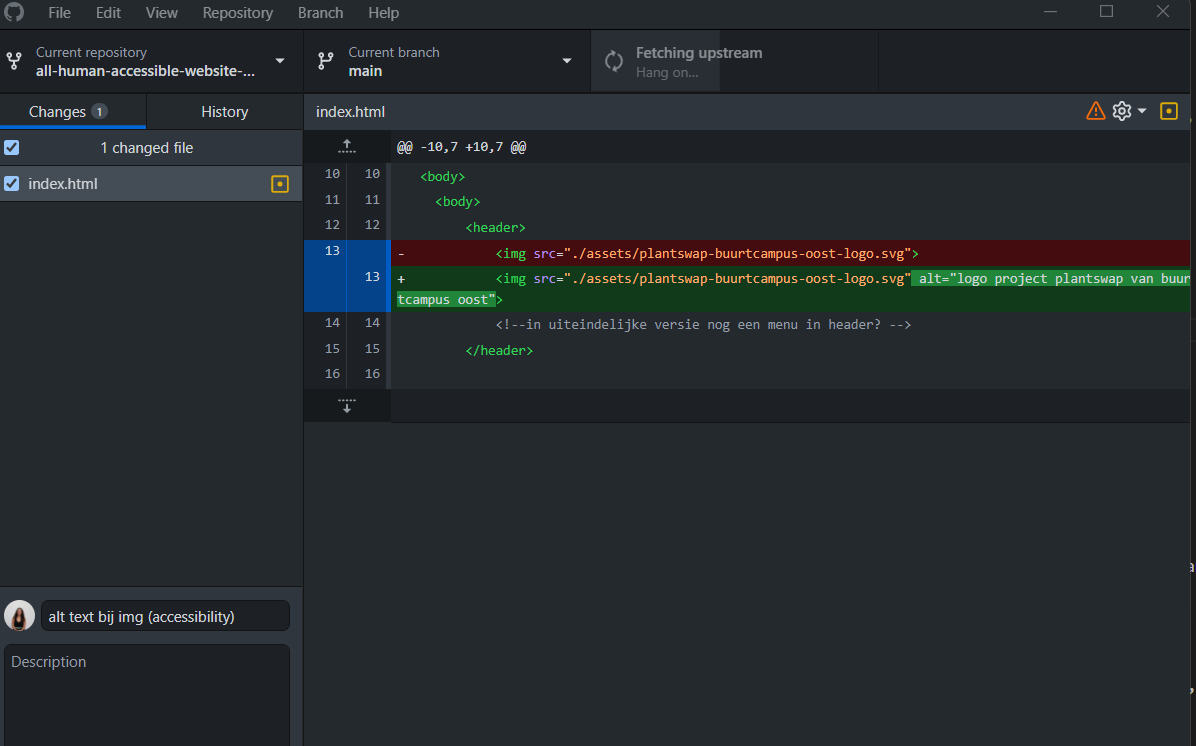 File Edit View Repository Branch Help
Current repository
all-human-accessible-website-...
Current branch
main
Fetching upstream
Hang on...
Changes 1
History
index.html
1 changed file
index.html
@@ -10,7 +10,7 @@
10 10 <body>
11 11 <body>
12 12 <header>
13 - <img src="./assets/plantswap-buurtcampus-oost-logo.svg">
13 + <img src="./assets/plantswap-buurtcampus-oost-logo.svg" alt="logo project plantswap van buur
tcampus oost">
14 14 <!--in uiteindelijke versie nog een menu in header? -->
15 15 </header>
16 16
alt text bij img (accessibility)
Description